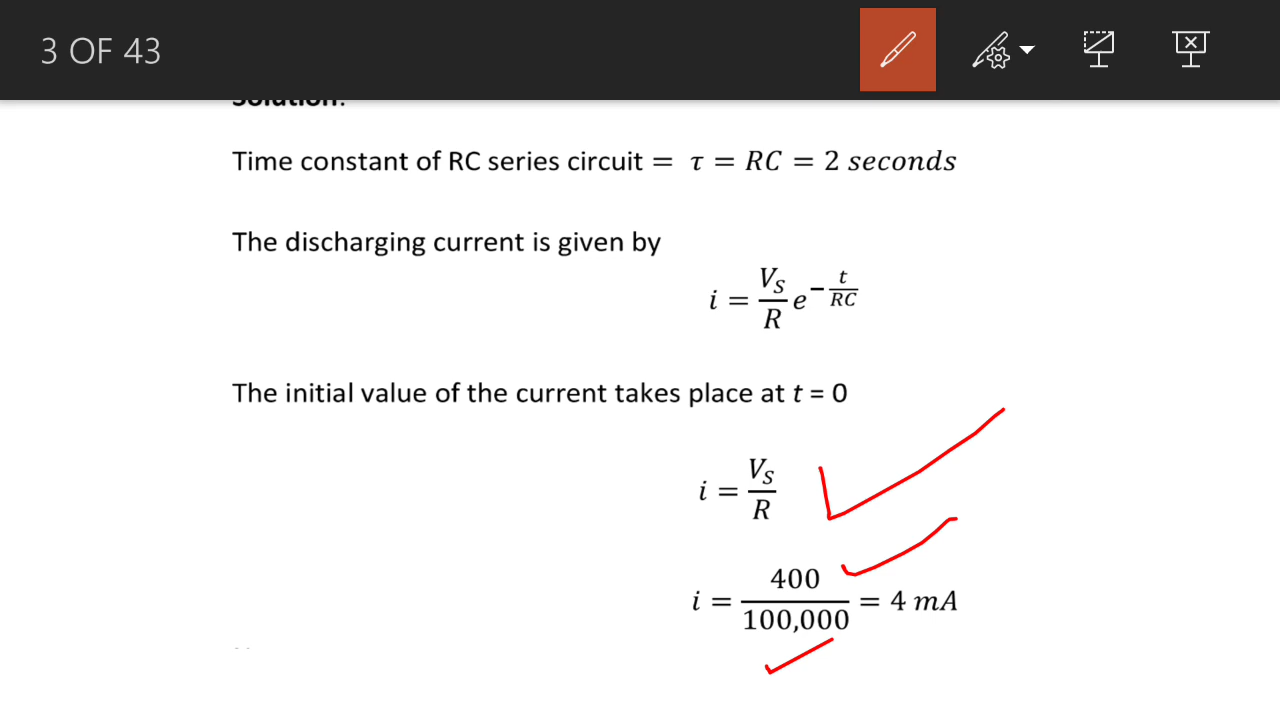 3 OF 43
Solution:
Time constant of RC series circuit = τ = RC = 2 seconds
The discharging current is given by
i = V_S/R e^{-t/RC}
The initial value of the current takes place at t = 0
i = V_S/R
i = 400/100,000 = 4 mA